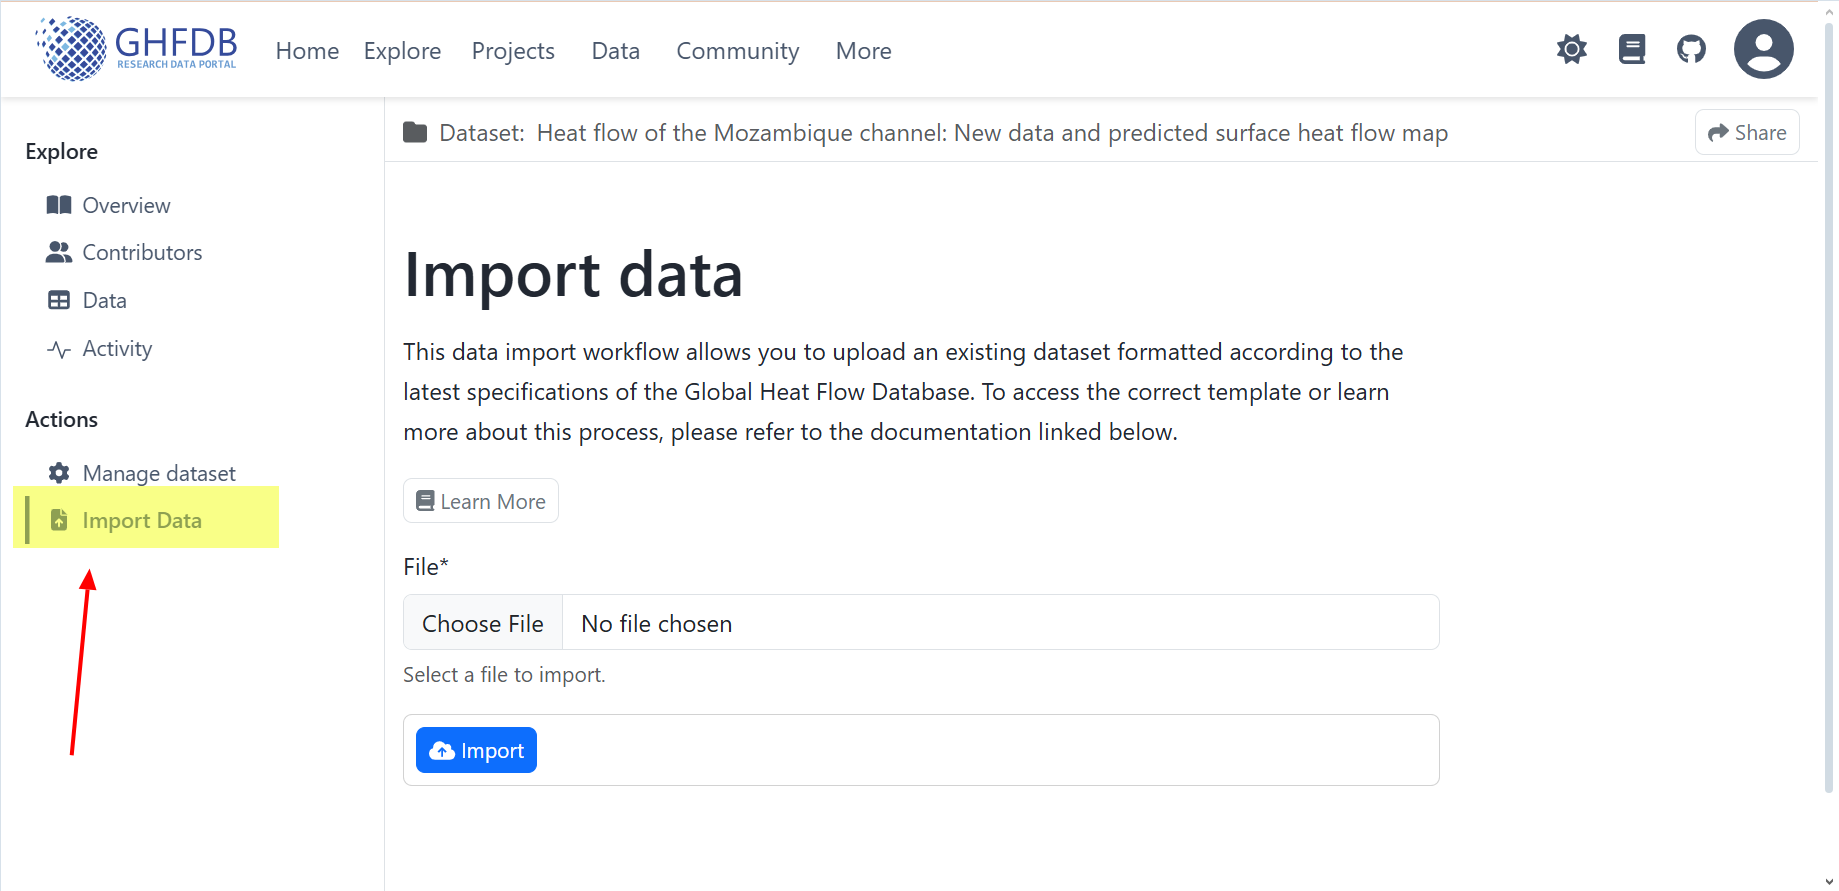 GHFDB
RESEARCH DATA PORTAL
Home Explore Projects Data Community More
Explore
Overview
Contributors
Data
Activity
Actions
Manage dataset
Import Data
Dataset: Heat flow of the Mozambique channel: New data and predicted surface heat flow map
Share
Import data
This data import workflow allows you to upload an existing dataset formatted according to the
latest specifications of the Global Heat Flow Database. To access the correct template or learn
more about this process, please refer to the documentation linked below.
Learn More
File*
Choose File No file chosen
Select a file to import.
Import